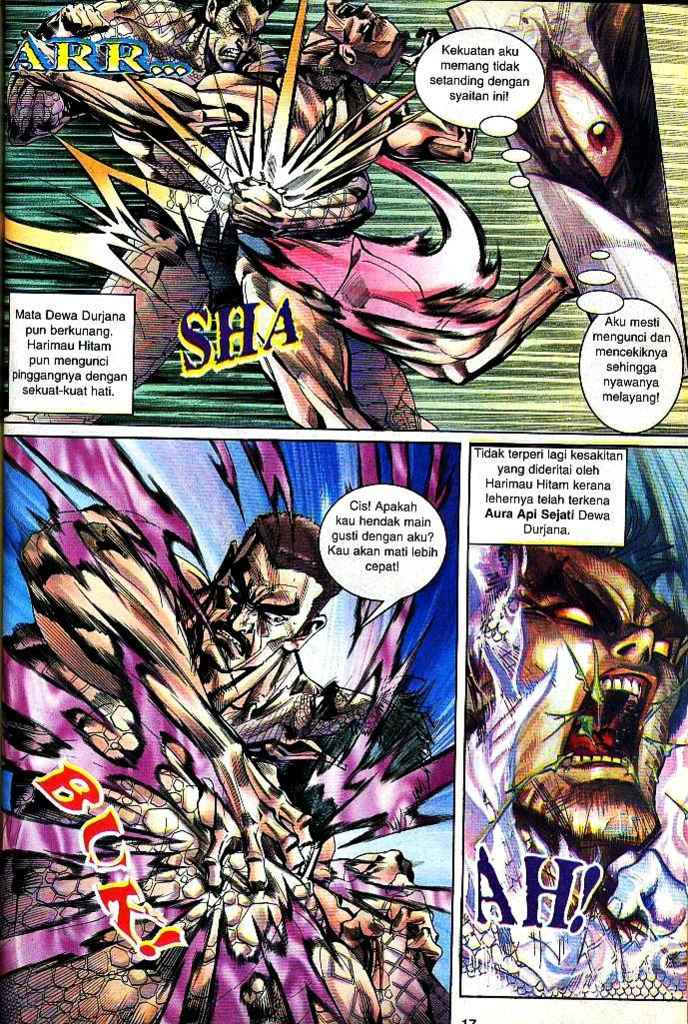 ARR...
Kekuatan aku
memang tidak
setanding dengan
syaitan ini!
Mata Dewa Durjana
pun berkunang.
Harimau Hitam
pun mengunci
pinggangnya dengan
sekuat-kuat hati.
SHA
Aku mesti
mengunci dan
mencekiknya
sehingga
nyawanya
melayang!
Cis! Apakah
kau hendak main
gusti dengan aku?
Kau akan mati lebih
cepat!
BUK!
Tidak terperi lagi kesakitan
yang dideritai oleh
Harimau Hitam kerana
lehernya telah terkena
Aura Api Sejati Dewa
Durjana.
AH!
17